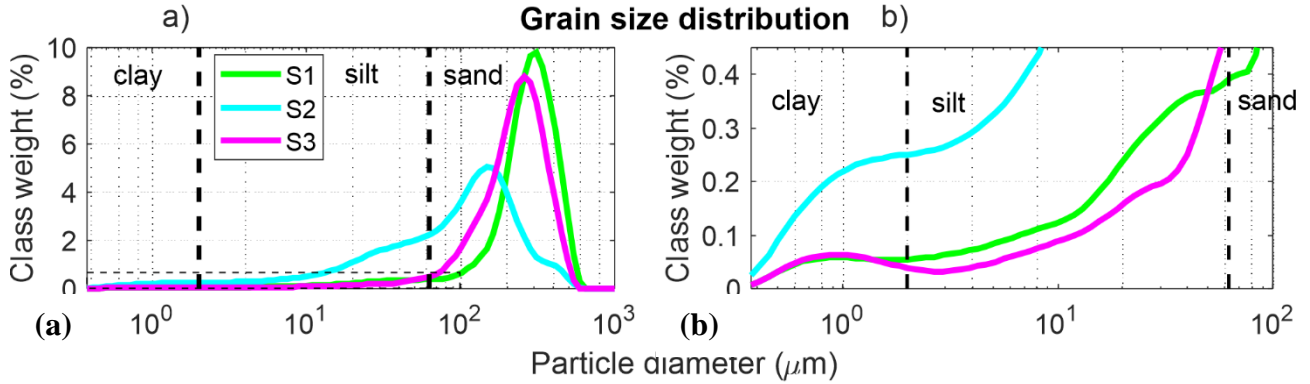 a) Grain size distribution b)
Class weight (%)
10
8
6
4
2
0
clay silt sand
S1
S2
S3
10^0 10^1 10^2 10^3
(a)
Class weight (%)
0.4
0.3
0.2
0.1
0
clay silt sand
10^0 10^1 10^2
(b)
Particle diameter (μm)